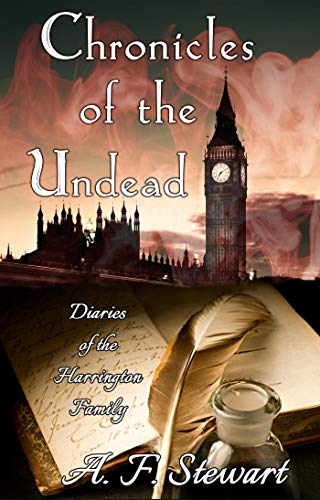 Chronicles
of the
Undead
Diaries
of the
Harrington
Family
A. F. Stewart